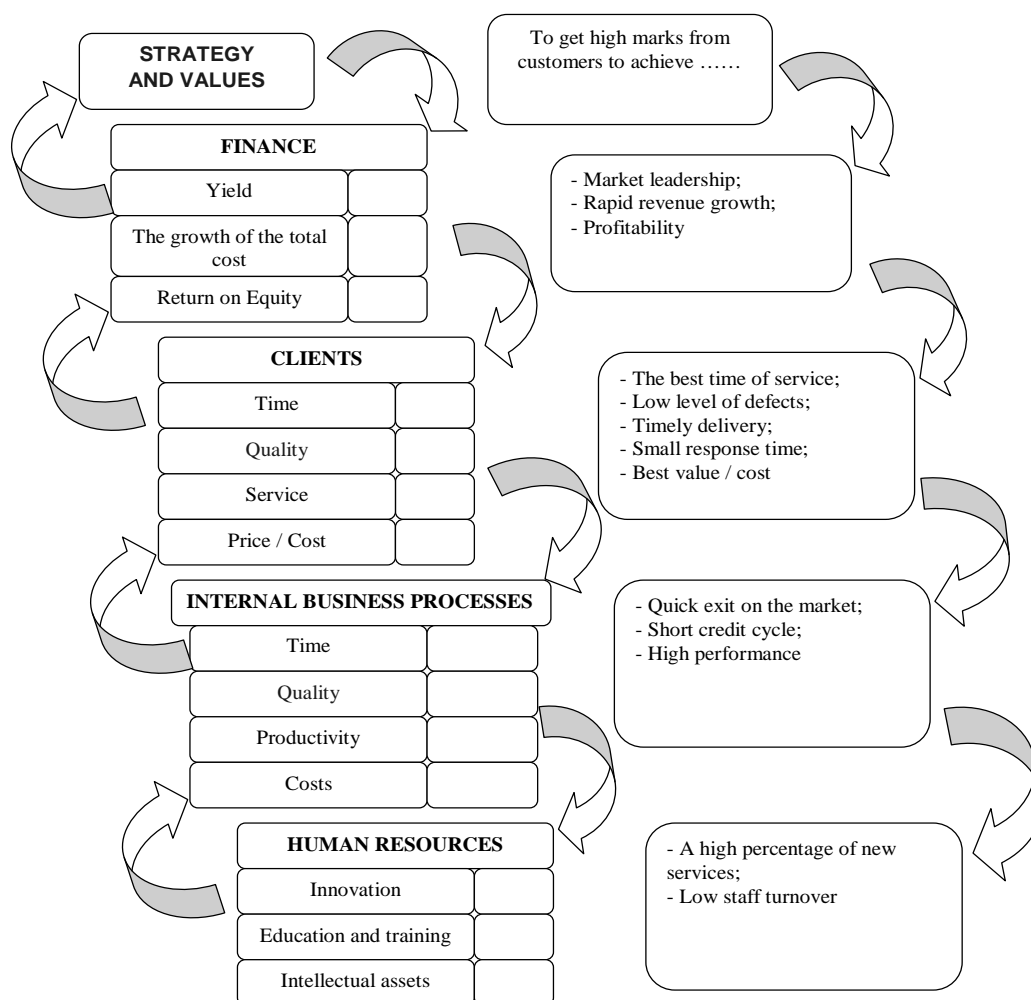 STRATEGY
AND VALUES
To get high marks from
customers to achieve ……
FINANCE
Yield
The growth of the total
cost
Return on Equity
- Market leadership;
- Rapid revenue growth;
- Profitability
CLIENTS
Time
Quality
Service
Price / Cost
- The best time of service;
- Low level of defects;
- Timely delivery;
- Small response time;
- Best value / cost
INTERNAL BUSINESS PROCESSES
Time
Quality
Productivity
Costs
- Quick exit on the market;
- Short credit cycle;
- High performance
HUMAN RESOURCES
Innovation
Education and training
Intellectual assets
- A high percentage of new
services;
- Low staff turnover